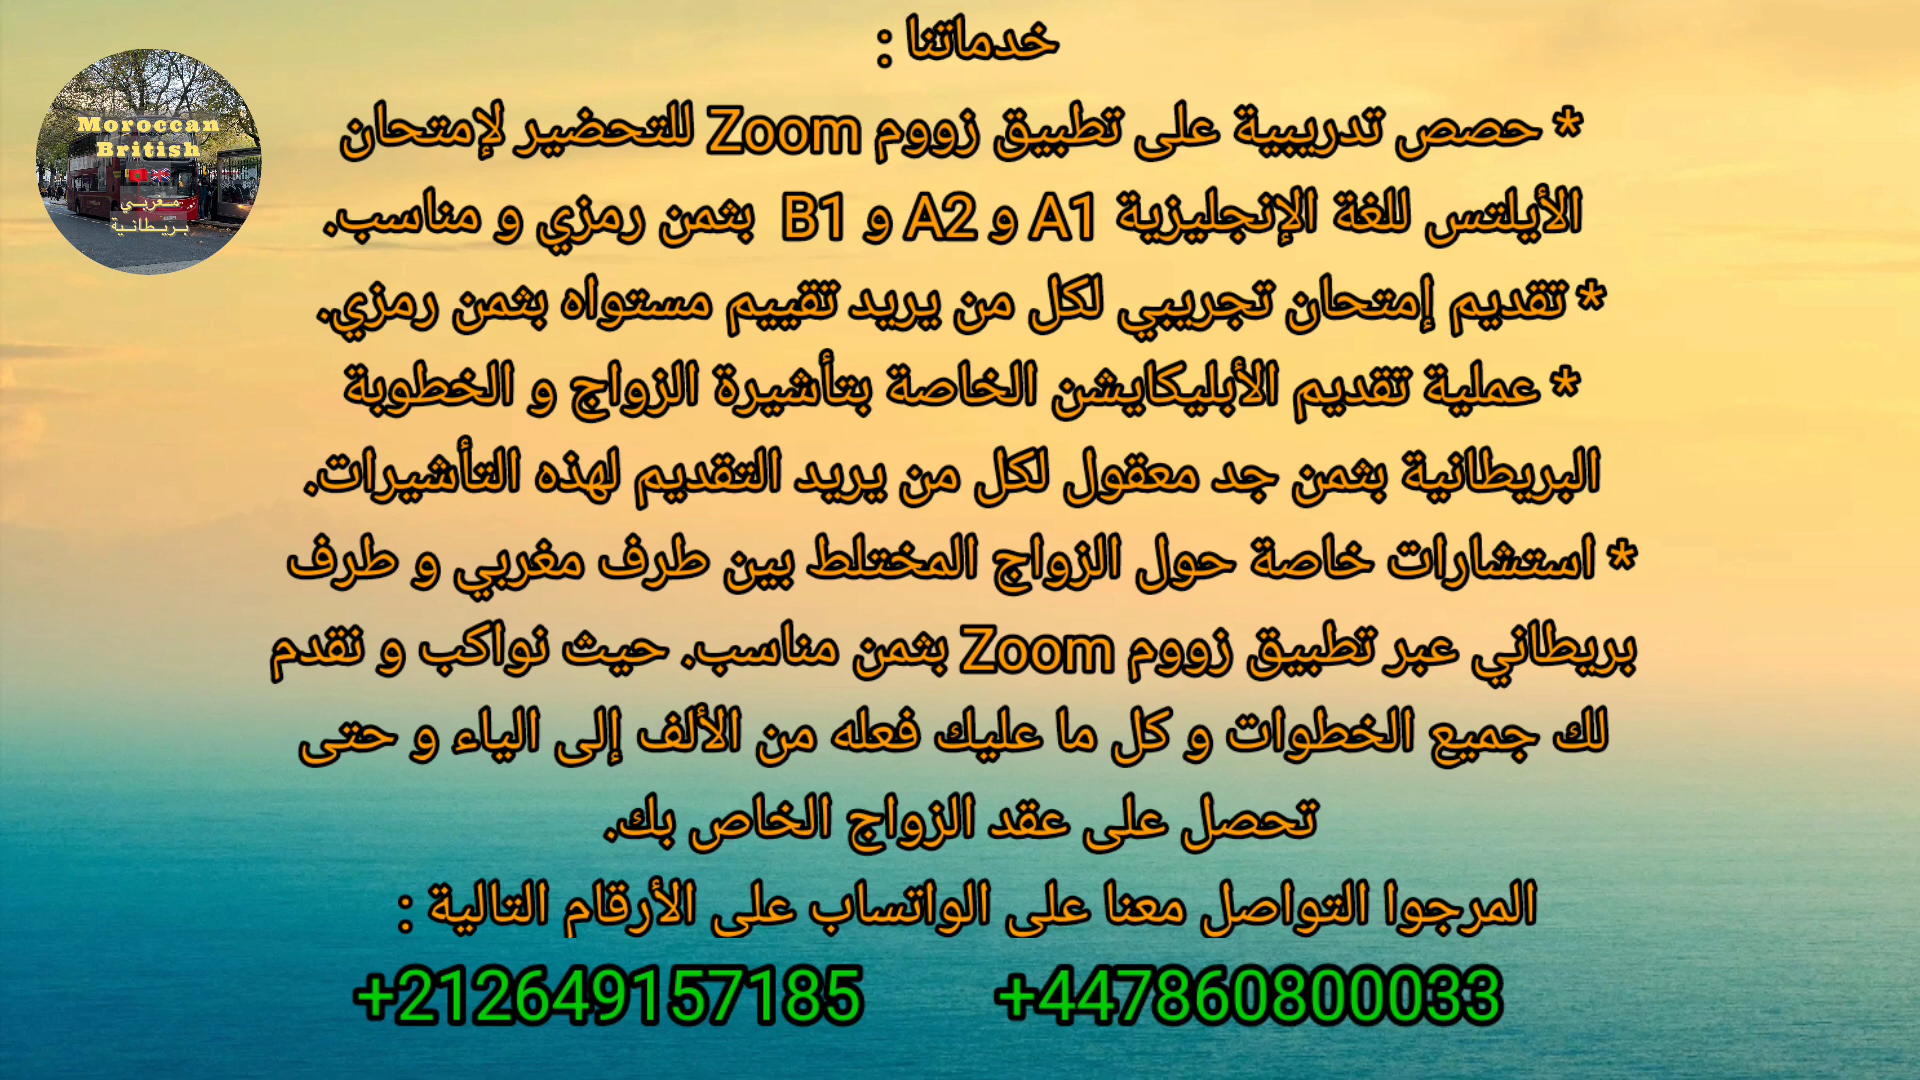 Moroccan
British
مغربي
بريطانية
خدماتنا :
* حصص تدريبية على تطبيق زووم Zoom للتحضير لإمتحان
الأيلتس للغة الإنجليزية A1 و A2 و B1 بثمن رمزي و مناسب.
* تقديم إمتحان تجريبي لكل من يريد تقييم مستواه بثمن رمزي.
* عملية تقديم الأبليكايشن الخاصة بتأشيرة الزواج و الخطوبة
البريطانية بثمن جد معقول لكل من يريد التقديم لهذه التأشيرات.
* استشارات خاصة حول الزواج المختلط بين طرف مغربي و طرف
بريطاني عبر تطبيق زووم Zoom بثمن مناسب. حيث نواكب و نقدم
لك جميع الخطوات و كل ما عليك فعله من الألف إلى الياء و حتى
تحصل على عقد الزواج الخاص بك.
المرجوا التواصل معنا على الواتساب على الأرقام التالية :
+212649157185 +447860800033